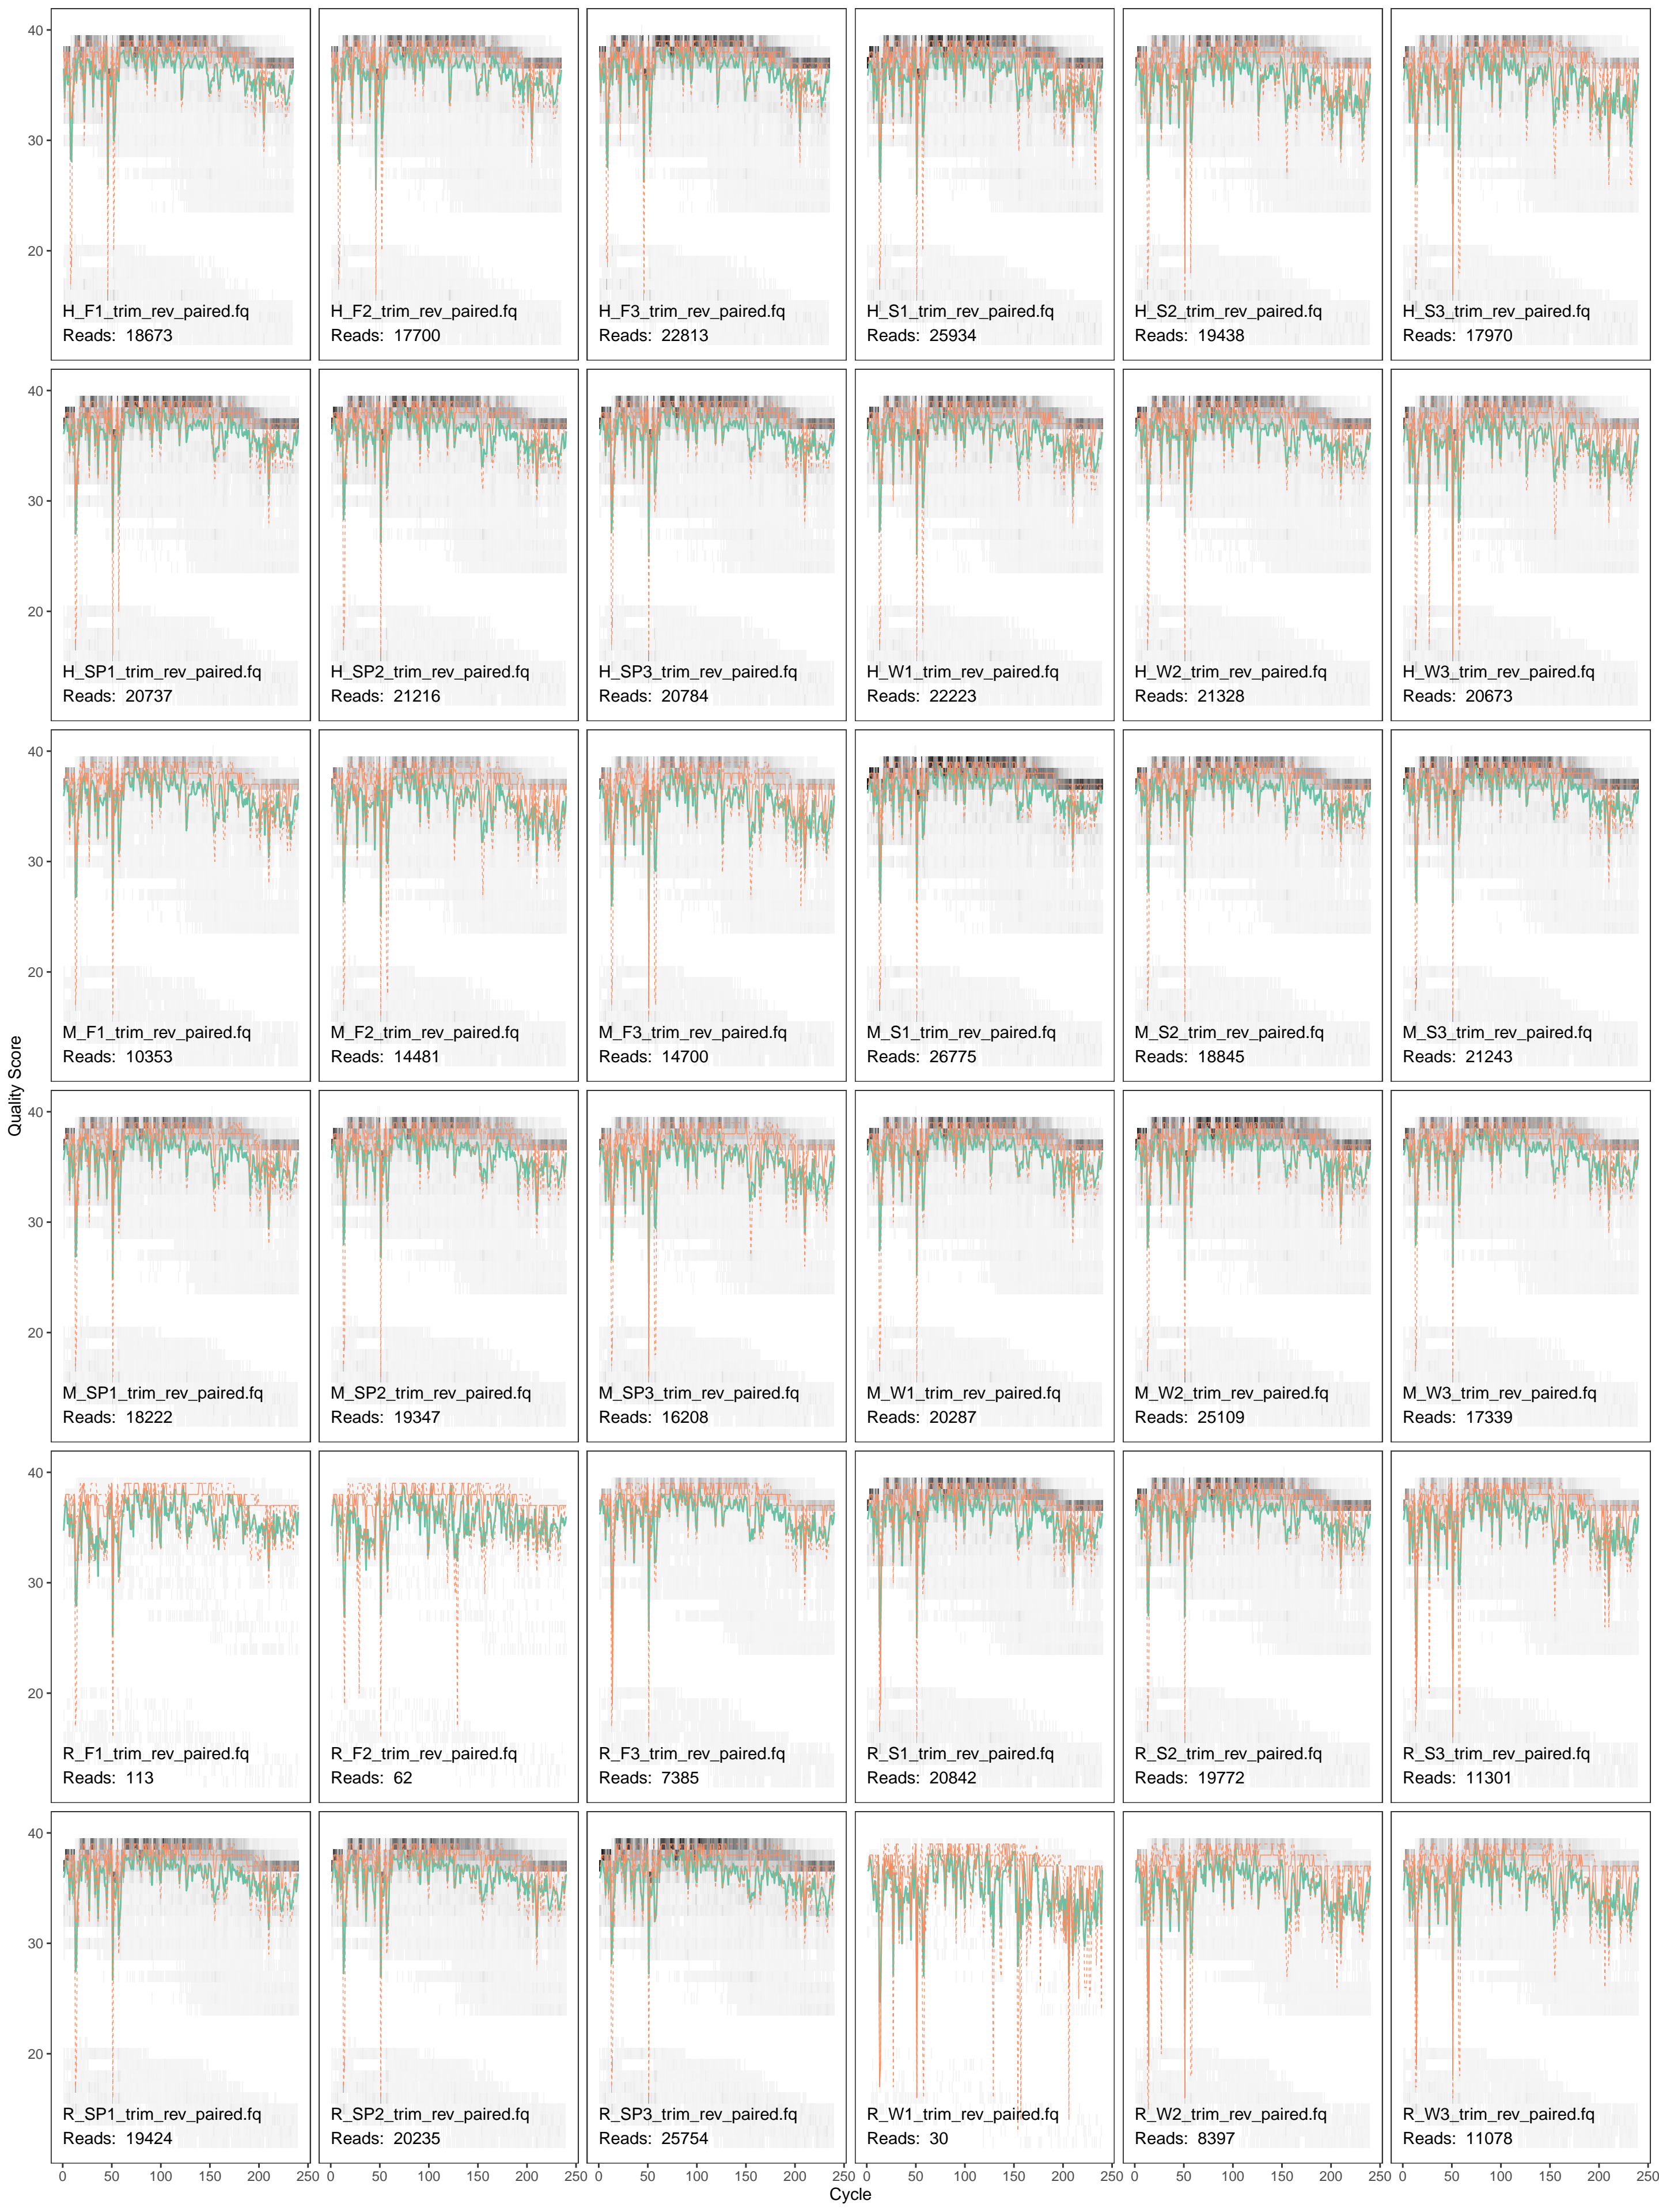 40
30
20
H_F1_trim_rev_paired.fq
Reads: 18673
H_F2_trim_rev_paired.fq
Reads: 17700
H_F3_trim_rev_paired.fq
Reads: 22813
H_S1_trim_rev_paired.fq
Reads: 25934
H_S2_trim_rev_paired.fq
Reads: 19438
H_S3_trim_rev_paired.fq
Reads: 17970
40
30
20
H_SP1_trim_rev_paired.fq
Reads: 20737
H_SP2_trim_rev_paired.fq
Reads: 21216
H_SP3_trim_rev_paired.fq
Reads: 20784
H_W1_trim_rev_paired.fq
Reads: 22223
H_W2_trim_rev_paired.fq
Reads: 21328
H_W3_trim_rev_paired.fq
Reads: 20673
40
30
20
M_F1_trim_rev_paired.fq
Reads: 10353
M_F2_trim_rev_paired.fq
Reads: 14481
M_F3_trim_rev_paired.fq
Reads: 14700
M_S1_trim_rev_paired.fq
Reads: 26775
M_S2_trim_rev_paired.fq
Reads: 18845
M_S3_trim_rev_paired.fq
Reads: 21243
Quality Score
40
30
20
M_SP1_trim_rev_paired.fq
Reads: 18222
M_SP2_trim_rev_paired.fq
Reads: 19347
M_SP3_trim_rev_paired.fq
Reads: 16208
M_W1_trim_rev_paired.fq
Reads: 20287
M_W2_trim_rev_paired.fq
Reads: 25109
M_W3_trim_rev_paired.fq
Reads: 17339
40
30
20
R_F1_trim_rev_paired.fq
Reads: 113
R_F2_trim_rev_paired.fq
Reads: 62
R_F3_trim_rev_paired.fq
Reads: 7385
R_S1_trim_rev_paired.fq
Reads: 20842
R_S2_trim_rev_paired.fq
Reads: 19772
R_S3_trim_rev_paired.fq
Reads: 11301
40
30
20
R_SP1_trim_rev_paired.fq
Reads: 19424
R_SP2_trim_rev_paired.fq
Reads: 20235
R_SP3_trim_rev_paired.fq
Reads: 25754
R_W1_trim_rev_paired.fq
Reads: 30
R_W2_trim_rev_paired.fq
Reads: 8397
R_W3_trim_rev_paired.fq
Reads: 11078
0 50 100 150 200 250
0 50 100 150 200 250
0 50 100 150 200 250
0 50 100 150 200 250
0 50 100 150 200 250
0 50 100 150 200 250
Cycle